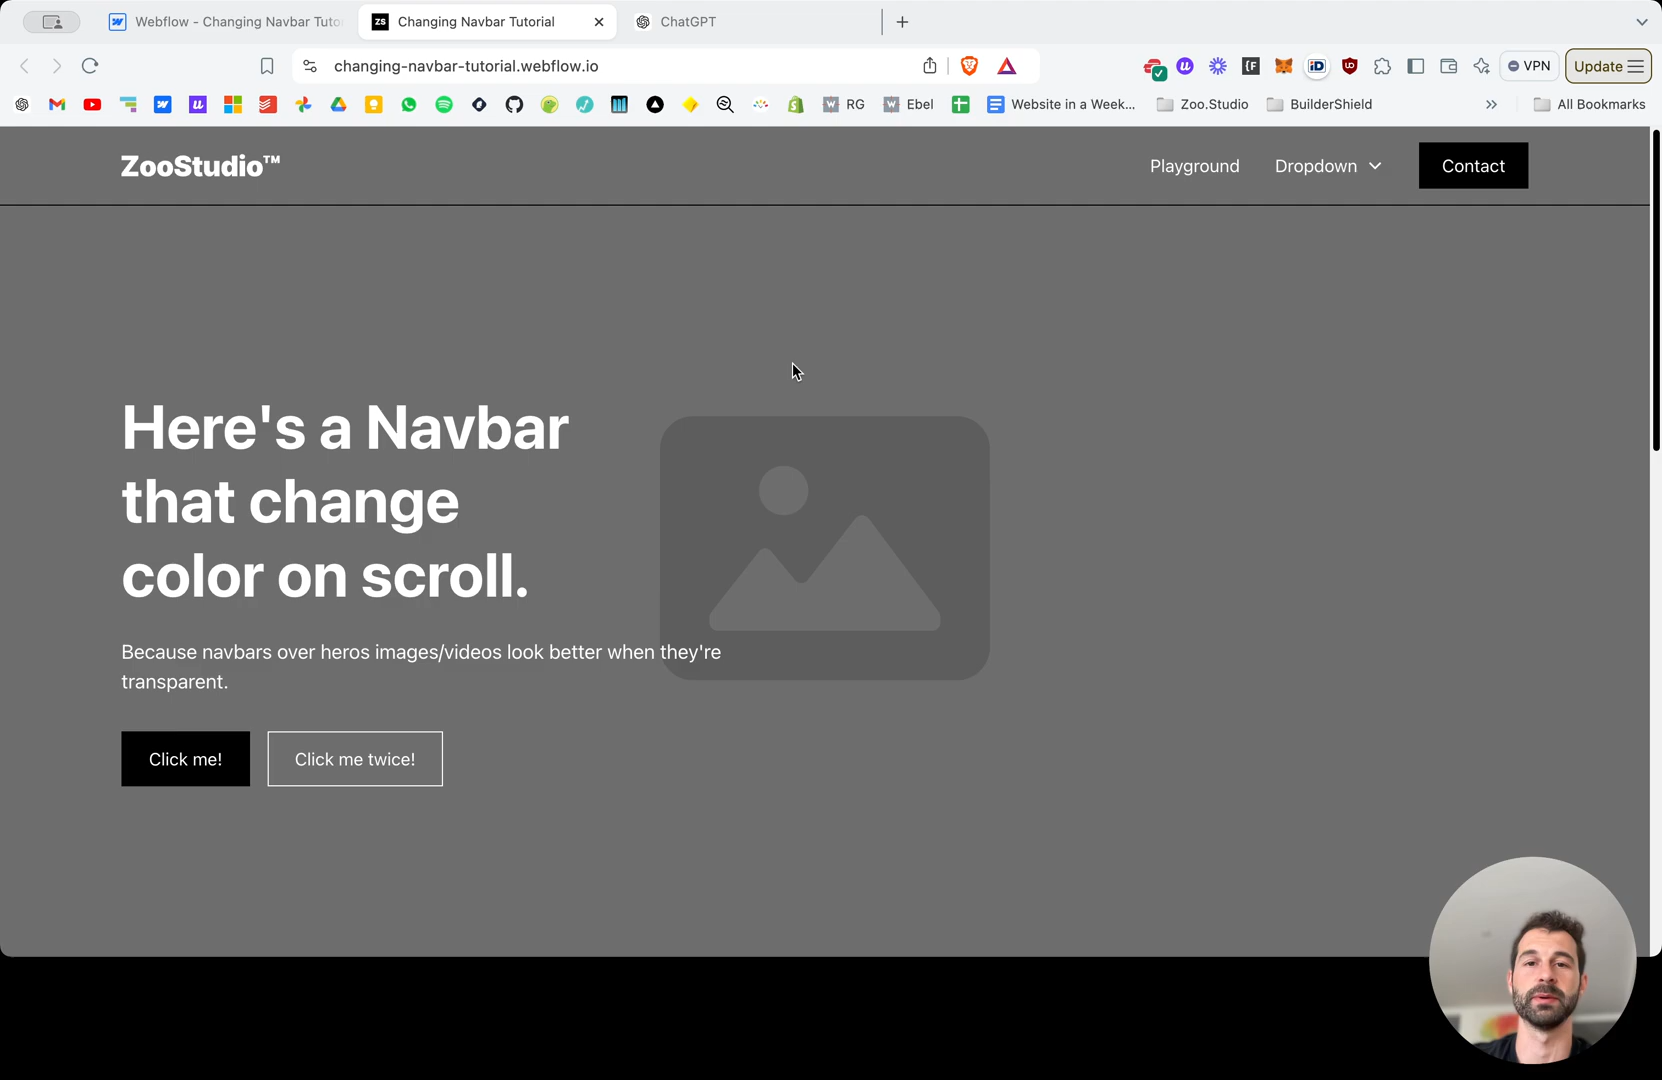 Webflow - Changing Navbar Tuto
Changing Navbar Tutorial
ChatGPT
changing-navbar-tutorial.webflow.io
VPN
Update
RG
Ebel
Website in a Week...
Zoo.Studio
BuilderShield
All Bookmarks
ZooStudio™
Playground
Dropdown
Contact
Here's a Navbar
that change
color on scroll.
Because navbars over heros images/videos look better when they're
transparent.
Click me!
Click me twice!